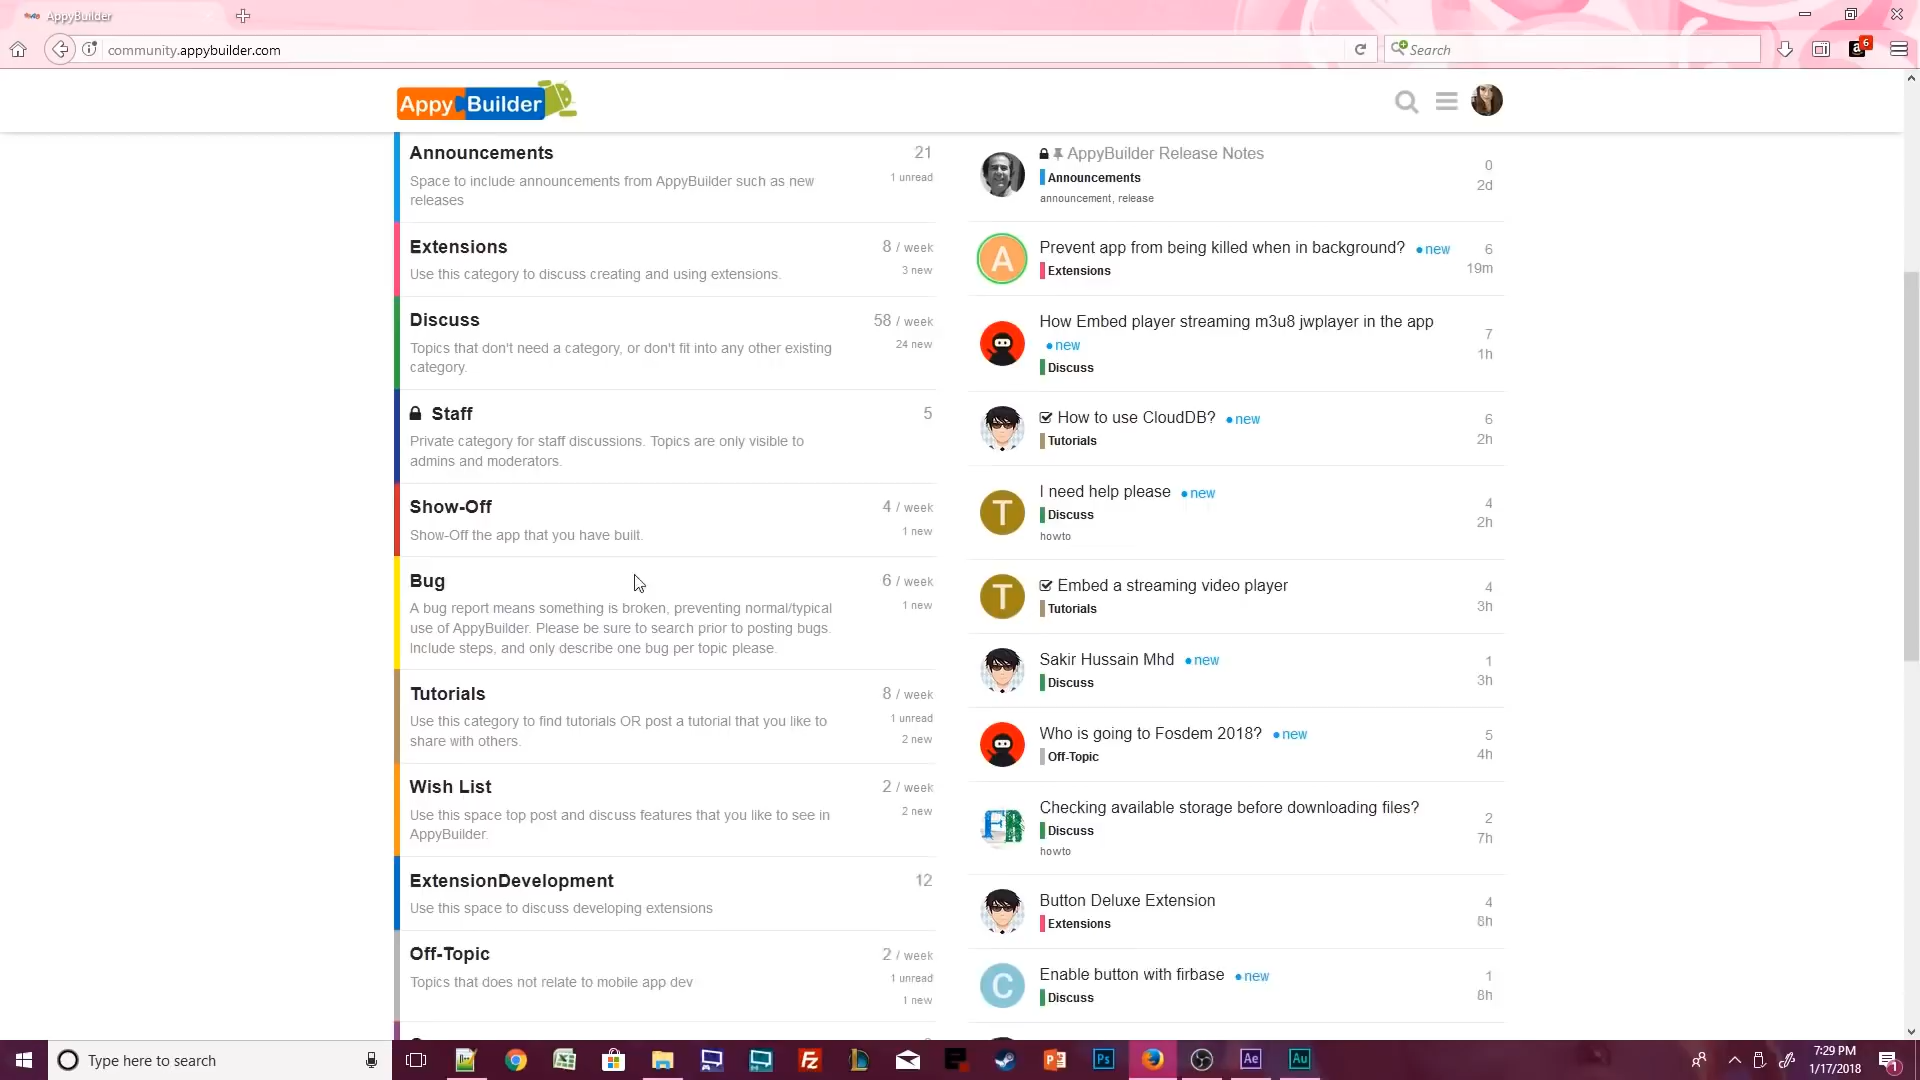 AppyBuilder
community.appybuilder.com
Search
6
Appy Builder
Announcements
21
Space to include announcements from AppyBuilder such as new
1 unread
releases
Extensions
8 / week
Use this category to discuss creating and using extensions.
3 new
Discuss
58 / week
Topics that don't need a category, or don't fit into any other existing
24 new
category.
Staff
5
Private category for staff discussions. Topics are only visible to
admins and moderators.
Show-Off
4 / week
Show-Off the app that you have built.
1 new
Bug
6 / week
A bug report means something is broken, preventing normal/typical
1 new
use of AppyBuilder. Please be sure to search prior to posting bugs.
Include steps, and only describe one bug per topic please.
Tutorials
8 / week
Use this category to find tutorials OR post a tutorial that you like to
1 unread
share with others.
2 new
Wish List
2 / week
Use this space top post and discuss features that you like to see in
2 new
AppyBuilder.
ExtensionDevelopment
12
Use this space to discuss developing extensions
Off-Topic
2 / week
Topics that does not relate to mobile app dev
1 unread
1 new
AppyBuilder Release Notes
0
Announcements
2d
announcement, release
A
Prevent app from being killed when in background? new
6
Extensions
19m
How Embed player streaming m3u8 jwplayer in the app
7
new
1h
Discuss
How to use CloudDB? new
6
Tutorials
2h
T
I need help please new
4
Discuss
2h
howto
T
Embed a streaming video player
4
Tutorials
3h
Sakir Hussain Mhd new
1
Discuss
3h
Who is going to Fosdem 2018? new
5
Off-Topic
4h
FR
Checking available storage before downloading files?
2
Discuss
7h
howto
Button Deluxe Extension
4
Extensions
8h
C
Enable button with firbase new
1
Discuss
8h
Type here to search
Fz
Ps
Ae
Au
7:29 PM
1/17/2018
1